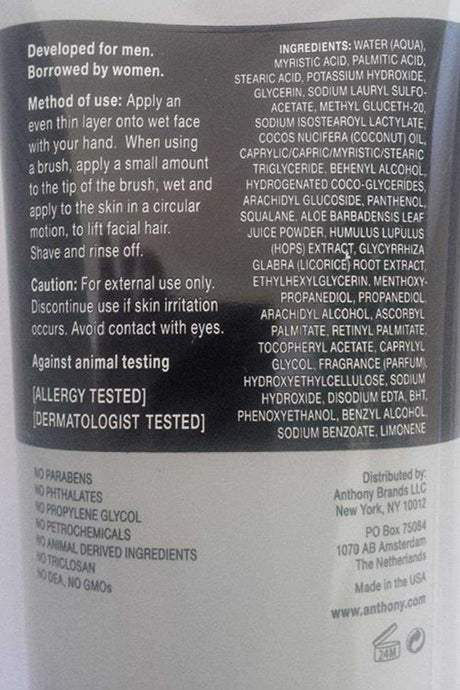 Developed for men.
Borrowed by women.
Method of use: Apply an
even thin layer onto wet face
with your hand. When using
a brush, apply a small amount
to the tip of the brush, wet and
apply to the skin in a circular
motion, to lift facial hair.
Shave and rinse off.
Caution: For external use only.
Discontinue use if skin irritation
occurs. Avoid contact with eyes.
Against animal testing
[ALLERGY TESTED]
[DERMATOLOGIST TESTED]
INGREDIENTS: WATER (AQUA),
MYRISTIC ACID, PALMITIC ACID,
STEARIC ACID, POTASSIUM HYDROXIDE,
GLYCERIN, SODIUM LAURYL SULFO-
ACETATE, METHYL GLUCETH-20,
SODIUM ISOSTEAROYL LACTYLATE,
COCOS NUCIFERA (COCONUT) OIL,
CAPRYLIC/CAPRIC/MYRISTIC/STEARIC
TRIGLYCERIDE, BEHENYL ALCOHOL,
HYDROGENATED COCO-GLYCERIDES,
ARACHIDYL GLUCOSIDE, PANTHENOL,
SQUALANE. ALOE BARBADENSIS LEAF
JUICE POWDER, HUMULUS LUPULUS
(HOPS) EXTRACT, GLYCYRRHIZA
GLABRA (LICORICE) ROOT EXTRACT,
ETHYLHEXYLGLYCERIN, MENTHOXY-
PROPANEDIOL, PROPANEDIOL.
ARACHIDYL ALCOHOL, ASCORBYL
PALMITATE, RETINYL PALMITATE,
TOCOPHERYL ACETATE, CAPRYLYL
GLYCOL, FRAGRANCE (PARFUM),
HYDROXYETHYLCELLULOSE, SODIUM
HYDROXIDE, DISODIUM EDTA, BHT,
PHENOXYETHANOL, BENZYL ALCOHOL,
SODIUM BENZOATE, LIMONENE
NO PARABENS
NO PHTHALATES
NO PROPYLENE GLYCOL
NO PETROCHEMICALS
NO ANIMAL DERIVED INGREDIENTS
NO TRICLOSAN
NO DEA, NO GMOs
Distributed by:
Anthony Brands LLC
New York, NY 10012
PO Box 75084
1070 AB Amsterdam
The Netherlands
Made in the USA
www.anthony.com
24M